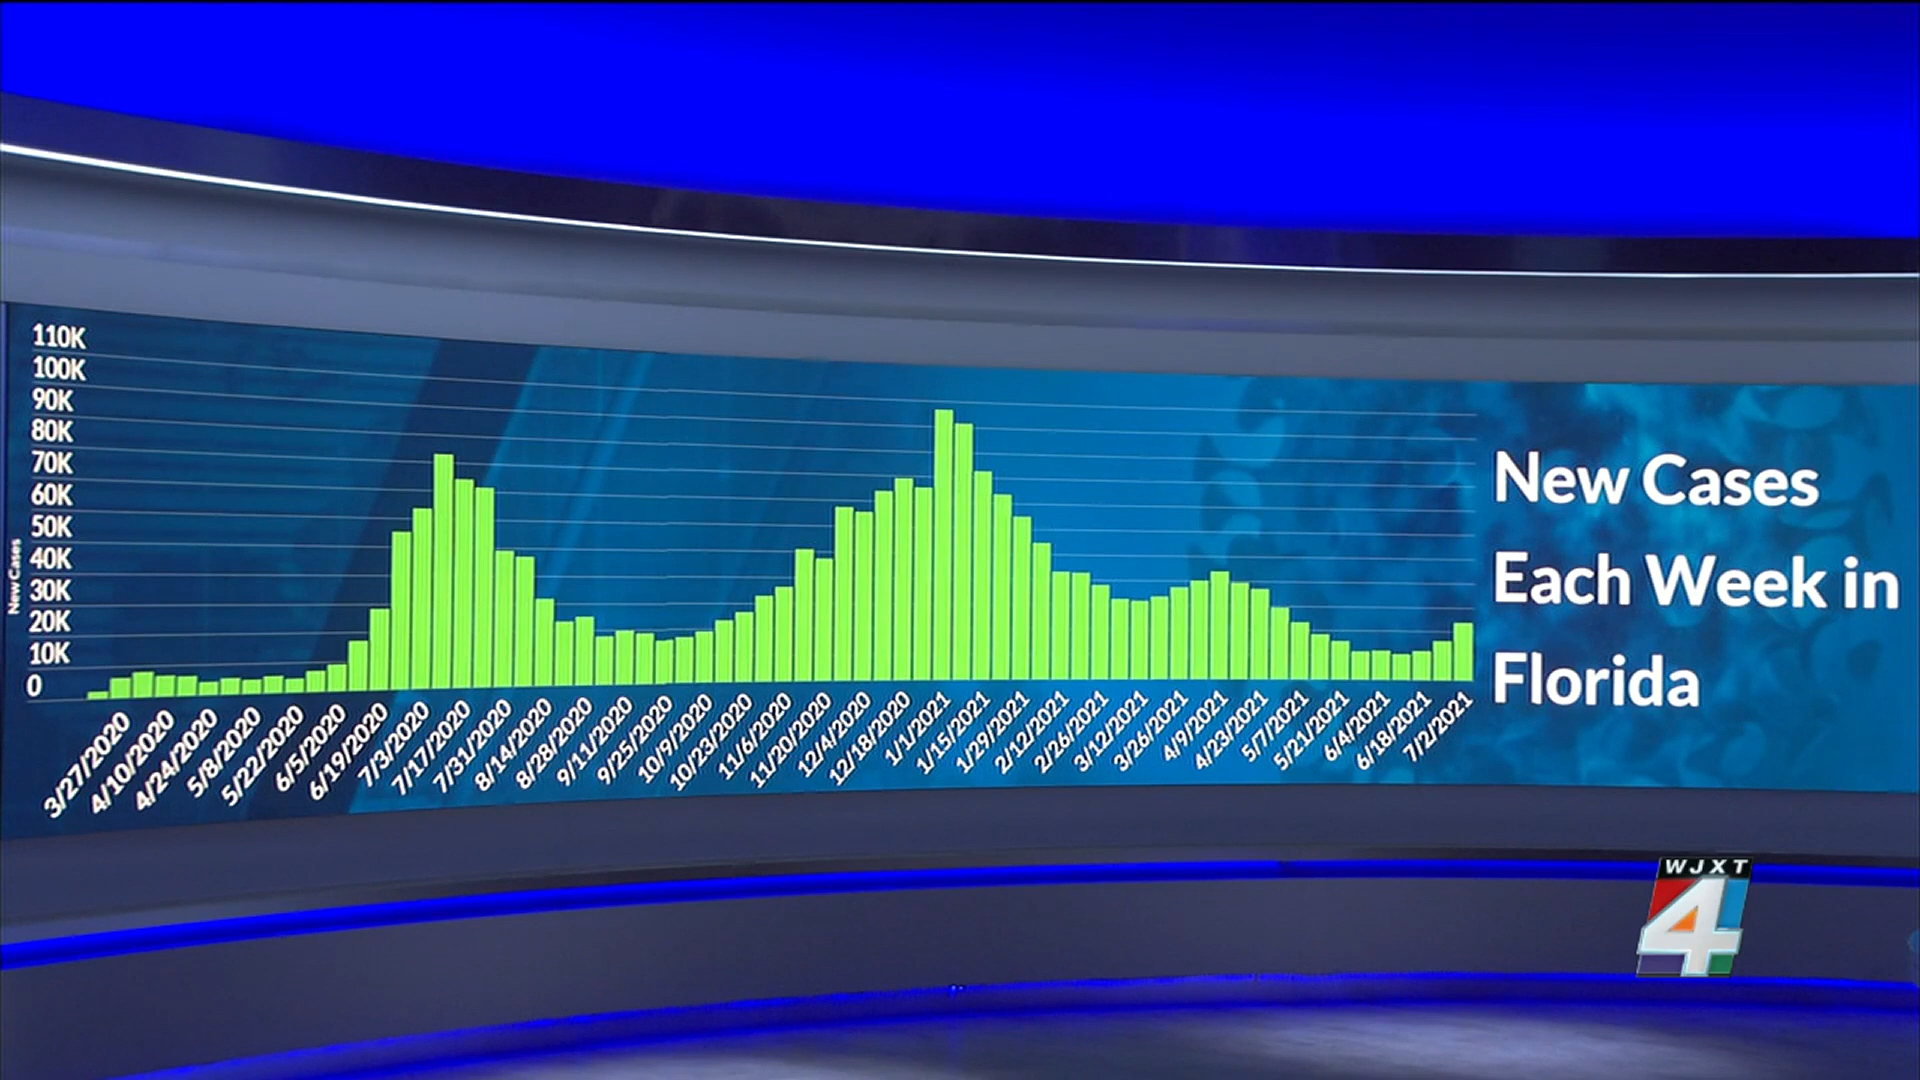 110K
100K
90K
80K
70K
60K
50K
40K
30K
20K
10K
0
New Cases
3/27/2020
4/10/2020
4/24/2020
5/8/2020
5/22/2020
6/5/2020
6/19/2020
7/3/2020
7/17/2020
7/31/2020
8/14/2020
8/28/2020
9/11/2020
9/25/2020
10/9/2020
10/23/2020
11/6/2020
11/20/2020
12/4/2020
12/18/2020
1/1/2021
1/15/2021
1/29/2021
2/12/2021
2/26/2021
3/12/2021
3/26/2021
4/9/2021
4/23/2021
5/7/2021
5/21/2021
6/4/2021
6/18/2021
7/2/2021
New Cases
Each Week in
Florida
WJXT
4